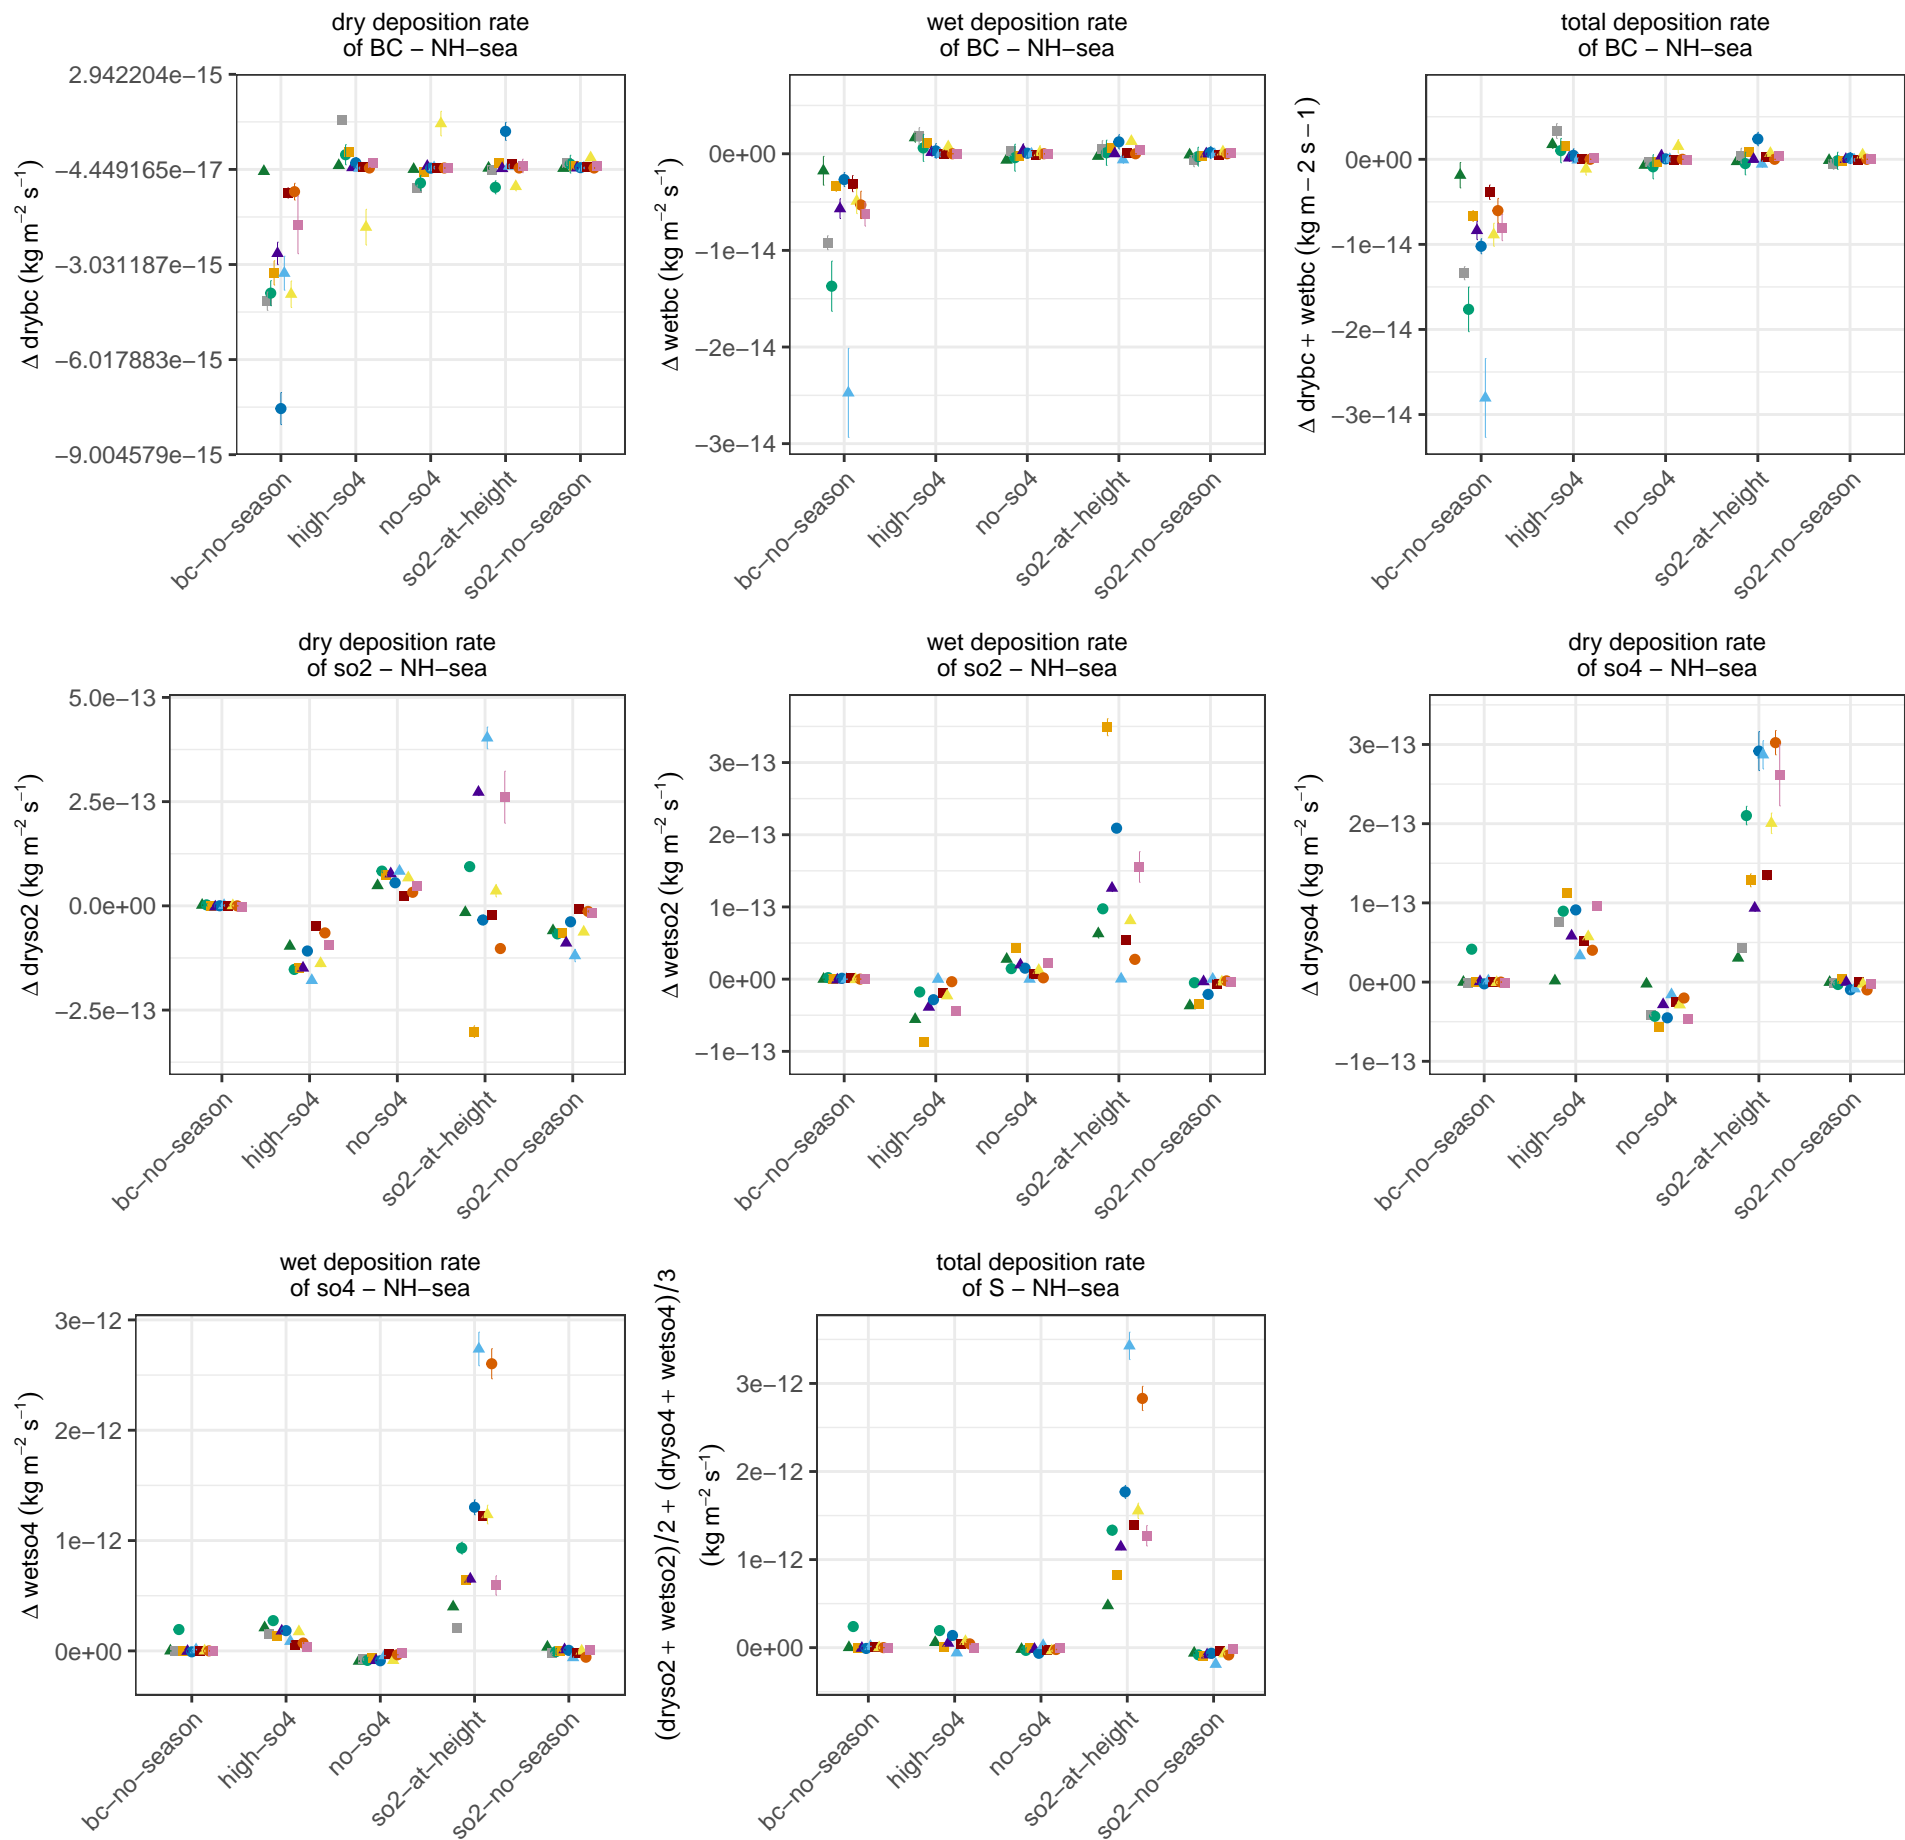 dry deposition rate
of BC − NH−sea
Δ drybc (kg m−2 s−1)
2.942204e−15
−4.449165e−17
−3.031187e−15
−6.017883e−15
−9.004579e−15
bc−no−season
high−so4
no−so4
so2−at−height
so2−no−season
wet deposition rate
of BC − NH−sea
Δ wetbc (kg m−2 s−1)
0e+00
−1e−14
−2e−14
−3e−14
bc−no−season
high−so4
no−so4
so2−at−height
so2−no−season
total deposition rate
of BC − NH−sea
Δ drybc + wetbc (kg m − 2 s − 1)
0e+00
−1e−14
−2e−14
−3e−14
bc−no−season
high−so4
no−so4
so2−at−height
so2−no−season
dry deposition rate
of so2 − NH−sea
Δ dryso2 (kg m−2 s−1)
5.0e−13
2.5e−13
0.0e+00
−2.5e−13
bc−no−season
high−so4
no−so4
so2−at−height
so2−no−season
wet deposition rate
of so2 − NH−sea
Δ wetso2 (kg m−2 s−1)
3e−13
2e−13
1e−13
0e+00
−1e−13
bc−no−season
high−so4
no−so4
so2−at−height
so2−no−season
dry deposition rate
of so4 − NH−sea
Δ dryso4 (kg m−2 s−1)
3e−13
2e−13
1e−13
0e+00
−1e−13
bc−no−season
high−so4
no−so4
so2−at−height
so2−no−season
wet deposition rate
of so4 − NH−sea
Δ wetso4 (kg m−2 s−1)
3e−12
2e−12
1e−12
0e+00
bc−no−season
high−so4
no−so4
so2−at−height
so2−no−season
total deposition rate
of S − NH−sea
(dryso2 + wetso2)/2 + (dryso4 + wetso4)/3
(kg m−2 s−1)
3e−12
2e−12
1e−12
0e+00
bc−no−season
high−so4
no−so4
so2−at−height
so2−no−season